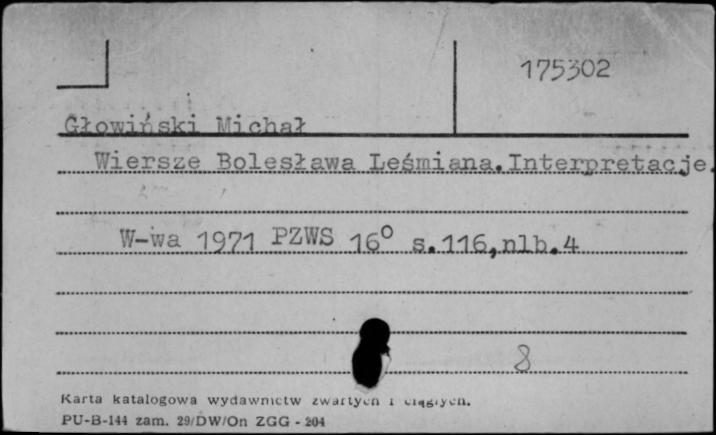 175302
Głowiński Michał
Wiersze Bolesława Leśmiana. Interpretacje.
W-wa 1971 PZWS 16° s.116,nlb.4
8
Karta katalogowa wydawnictw zwartych i ciągłych.
PU-B-144 zam. 29/DW/On ZGG - 204